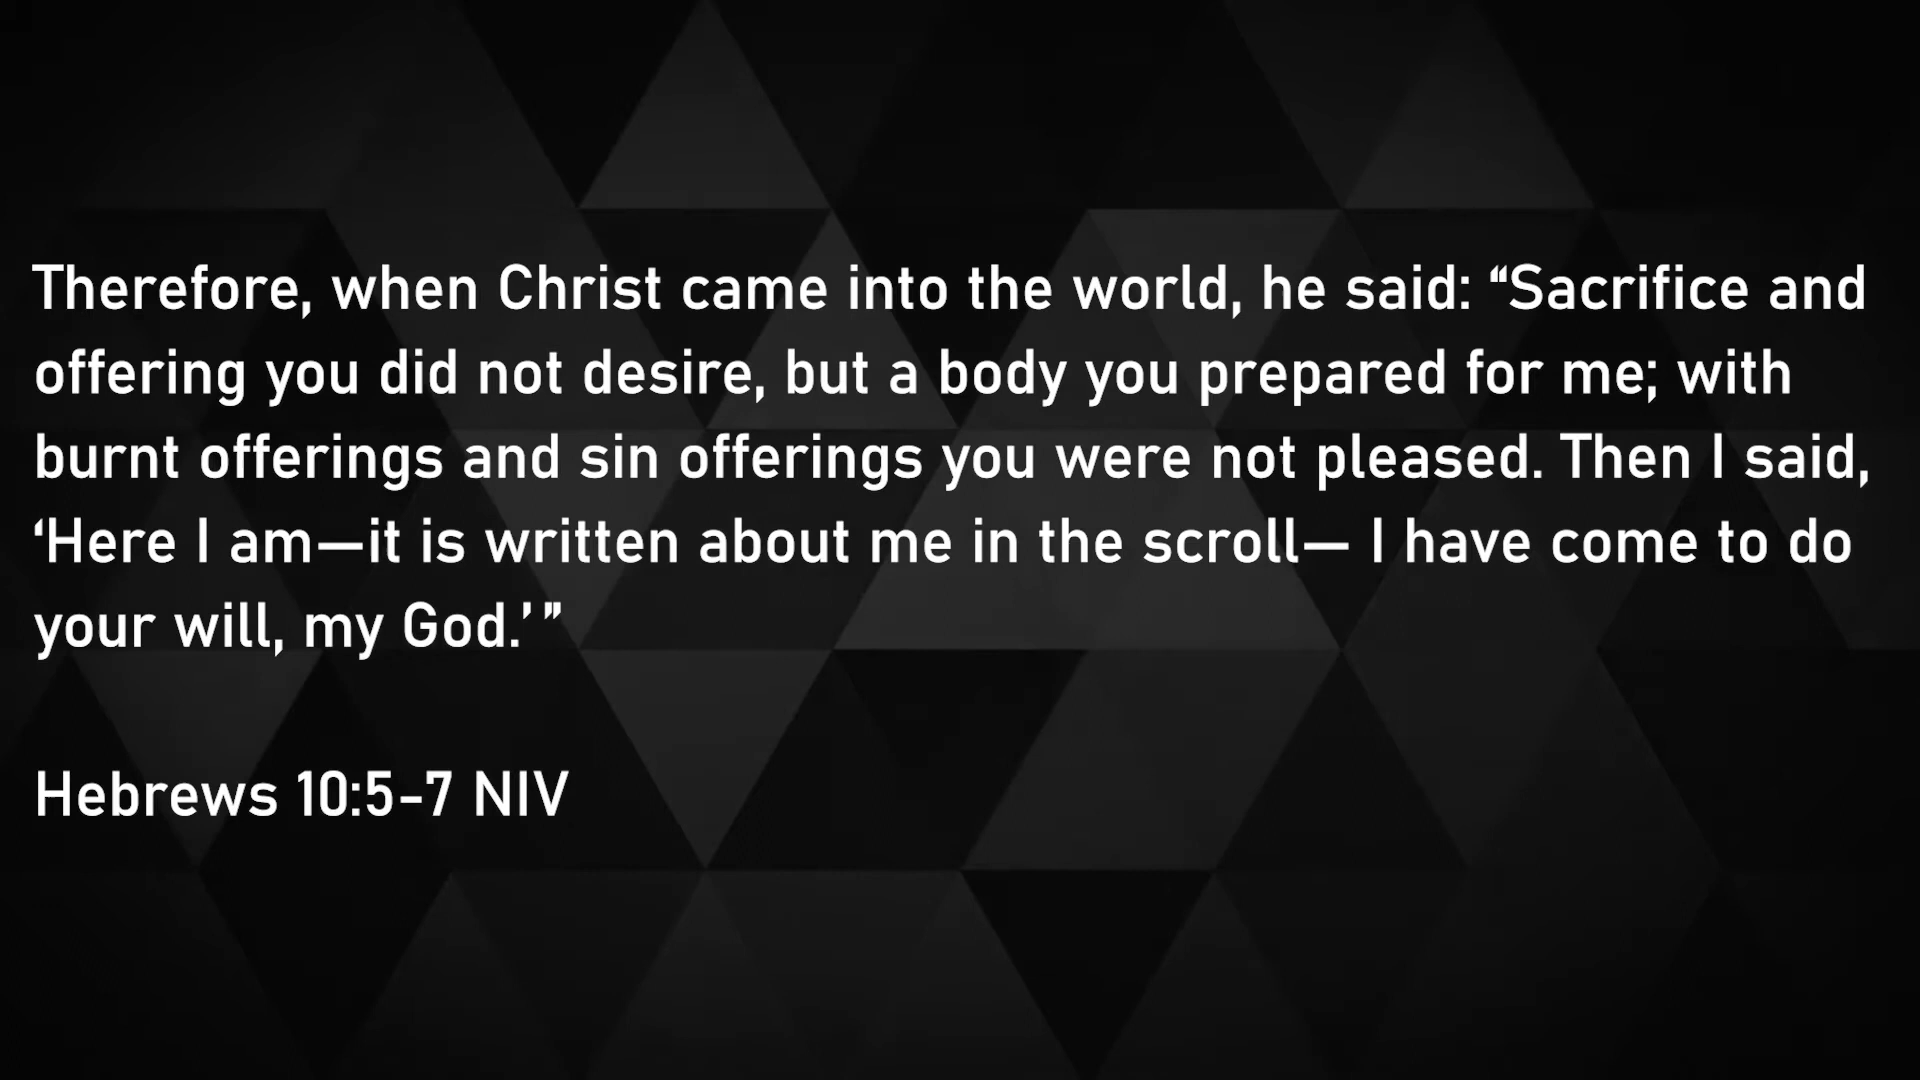 Therefore, when Christ came into the world, he said: “Sacrifice and
offering you did not desire, but a body you prepared for me; with
burnt offerings and sin offerings you were not pleased. Then I said,
‘Here I am—it is written about me in the scroll— I have come to do
your will, my God.’ ”
Hebrews 10:5-7 NIV